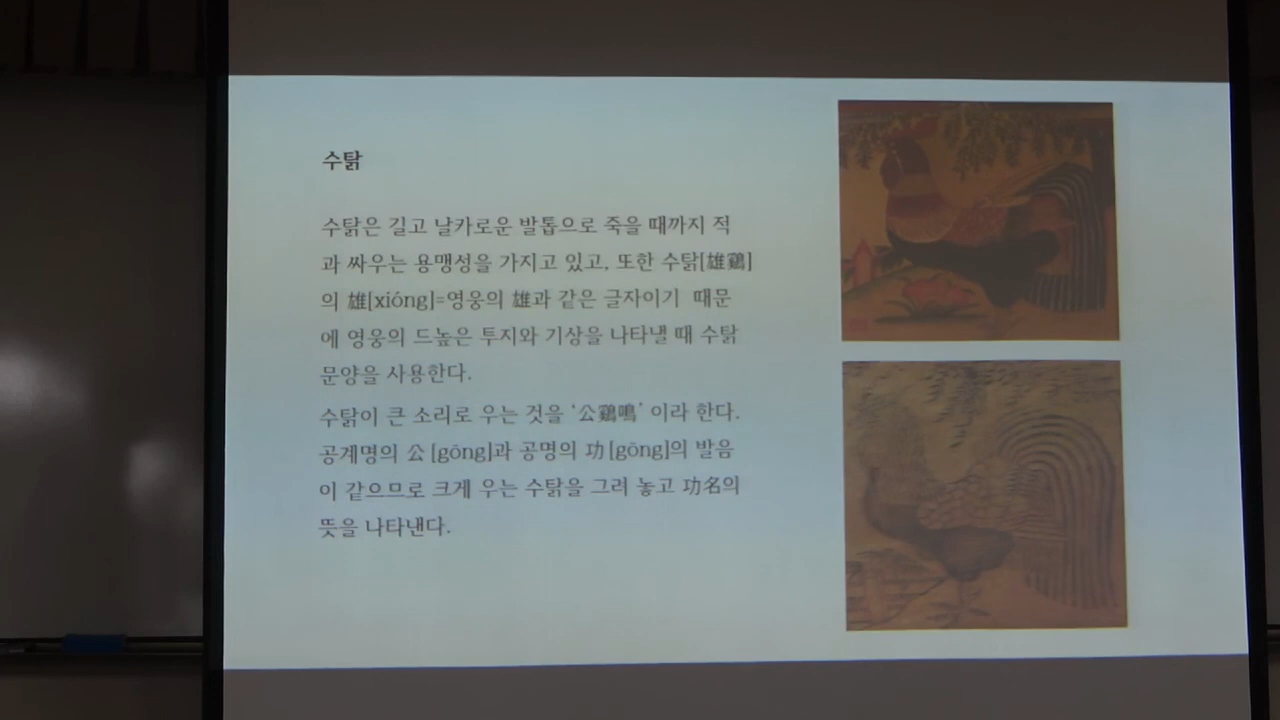 수탉
수탉은 길고 날카로운 발톱으로 죽을 때까지 적
과 싸우는 용맹성을 가지고 있고, 또한 수탉[雄鷄]
의 雄[xióng]=영웅의 雄과 같은 글자이기 때문
에 영웅의 드높은 투지와 기상을 나타낼 때 수탉
문양을 사용한다.
수탉이 큰 소리로 우는 것을 ‘公鷄鳴’ 이라 한다.
공계명의 公 [gōng]과 공명의 功 [gōng]의 발음
이 같으므로 크게 우는 수탉을 그려 놓고 功名의
뜻을 나타낸다.